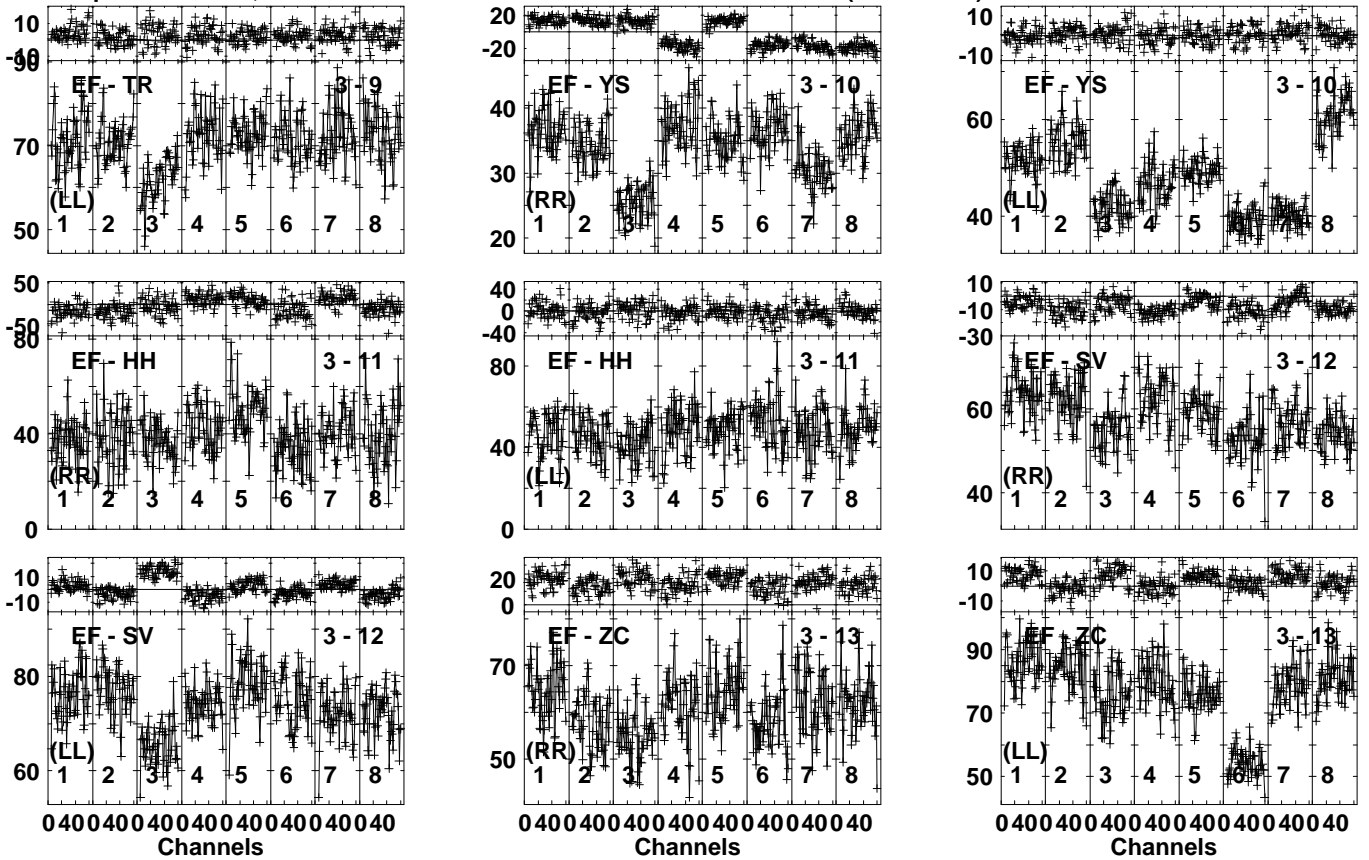 10
-10
90
EF - TR 3 - 9
70
(LL)
1 2 3 4 5 6 7 8
50
20
-20
EF - YS 3 - 10
40
30
(RR)
1 2 3 4 5 6 7 8
20
10
-10
EF - YS 3 - 10
60
(LL)
40
1 2 3 4 5 6 7 8
50
-50
80
EF - HH 3 - 11
40
(RR)
1 2 3 4 5 6 7 8
0
40
0
-40
80
EF - HH 3 - 11
40
(LL)
1 2 3 4 5 6 7 8
0
10
-10
-30
EF - SV 3 - 12
60
(RR)
40
1 2 3 4 5 6 7 8
10
-10
EF - SV 3 - 12
80
(LL)
60
1 2 3 4 5 6 7 8
0 40 0 40 0 40 0 40 0 40 0 40 0 40 0 40
Channels
20
0
EF - ZC 3 - 13
70
(RR)
50
1 2 3 4 5 6 7 8
0 40 0 40 0 40 0 40 0 40 0 40 0 40 0 40
Channels
10
-10
EF - ZC 3 - 13
90
70
(LL)
50
1 2 3 4 5 6 7 8
0 40 0 40 0 40 0 40 0 40 0 40 0 40 0 40
Channels